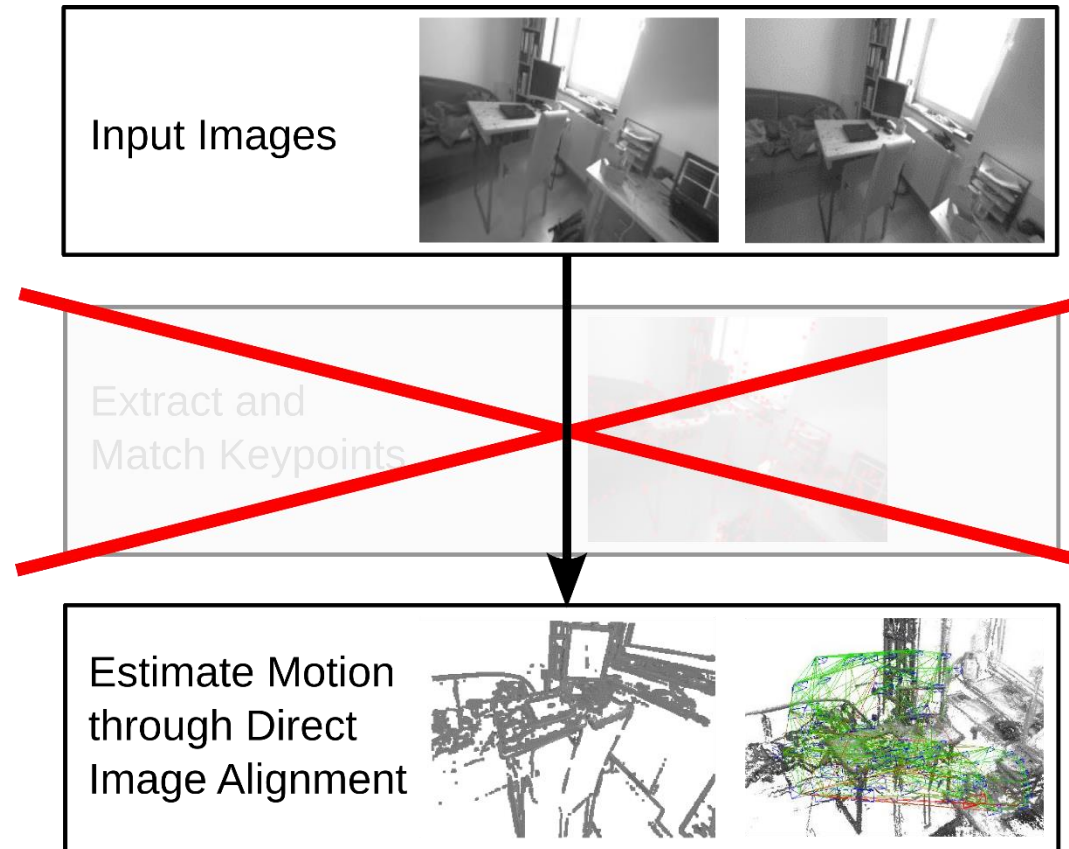 Input Images
Extract and
Match Keypoints
Estimate Motion
through Direct
Image Alignment